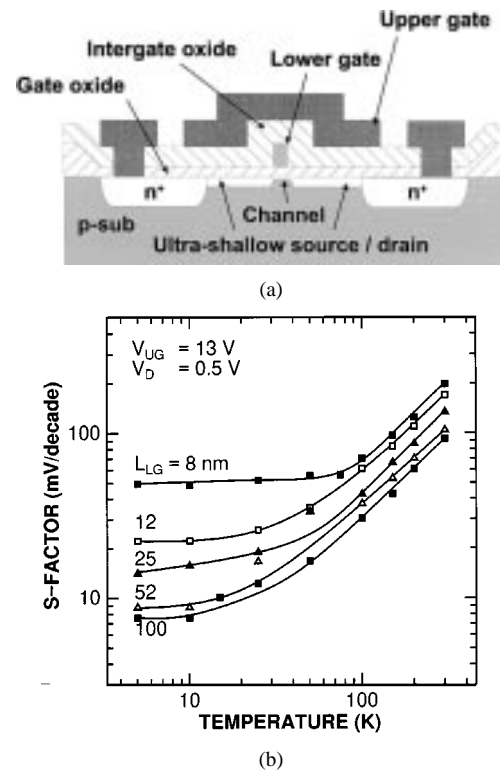 Upper gate
Intergate oxide
Lower gate
Gate oxide
n+
n+
Channel
p-sub
Ultra-shallow source / drain
(a)
V_UG = 13 V
V_D = 0.5 V
100
L_LG = 8 nm
12
25
52
100
10
S-FACTOR (mV/decade)
10
100
TEMPERATURE (K)
(b)